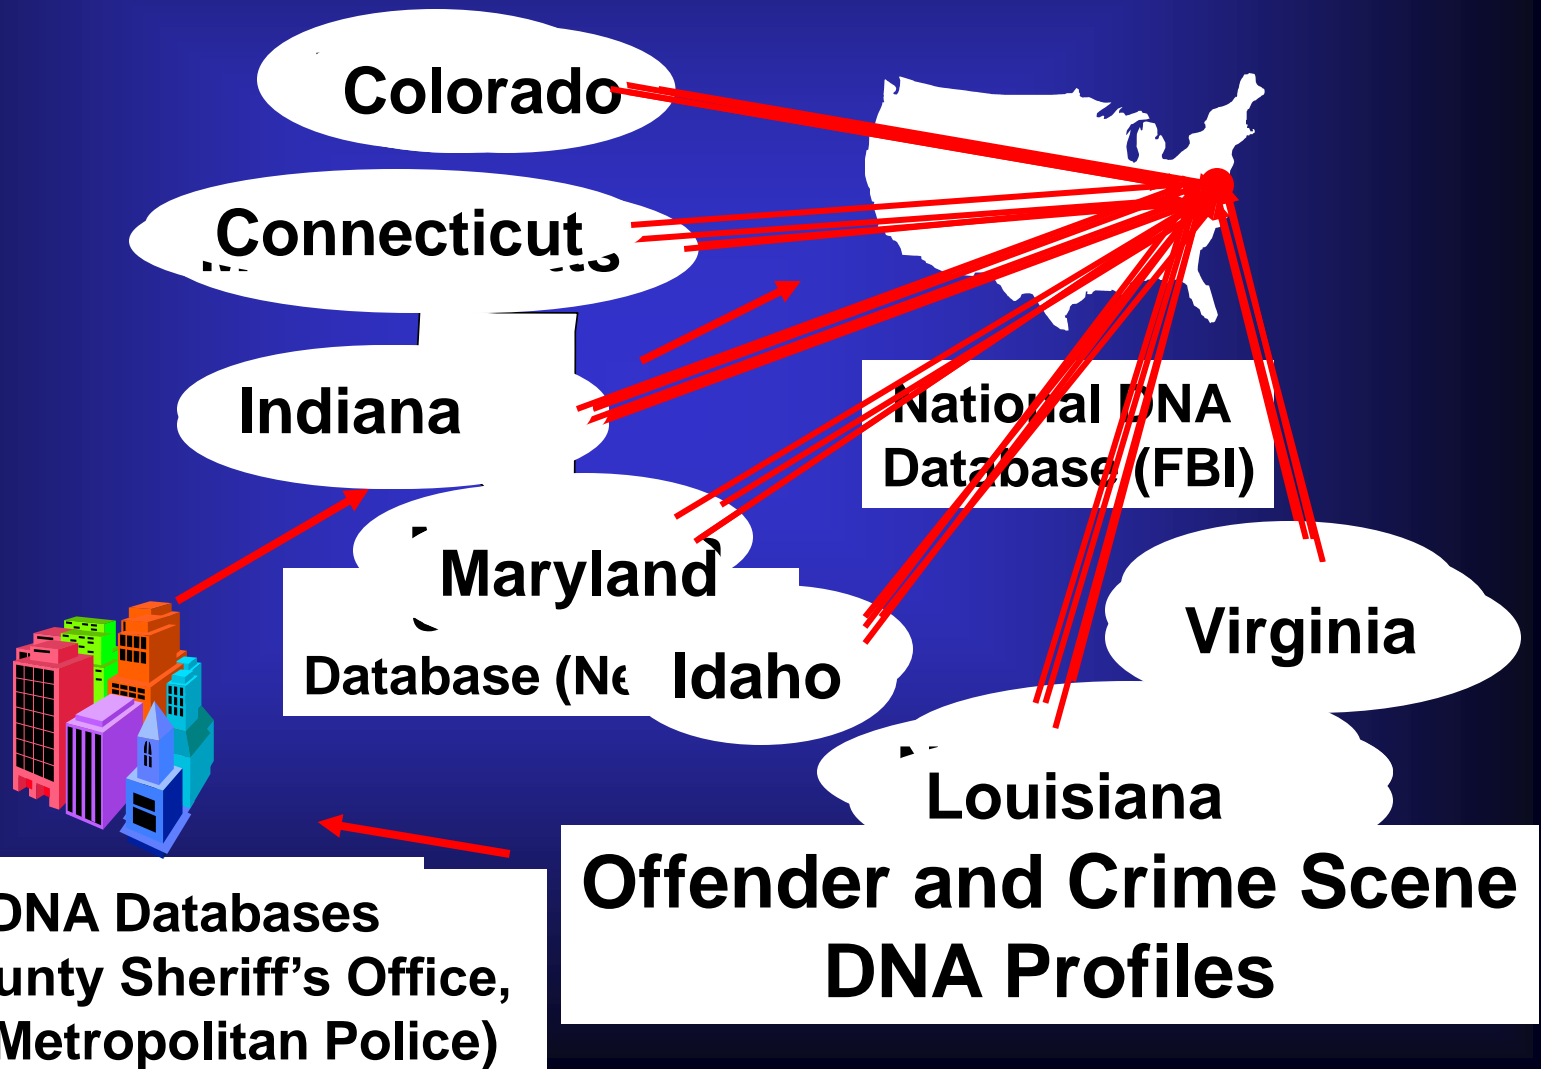 Colorado
Connecticut
Indiana
National DNA
Database (FBI)
Maryland
Virginia
Database (Ne
Idaho
Louisiana
Offender and Crime Scene
DNA Profiles
DNA Databases
unty Sheriff's Office,
Metropolitan Police)